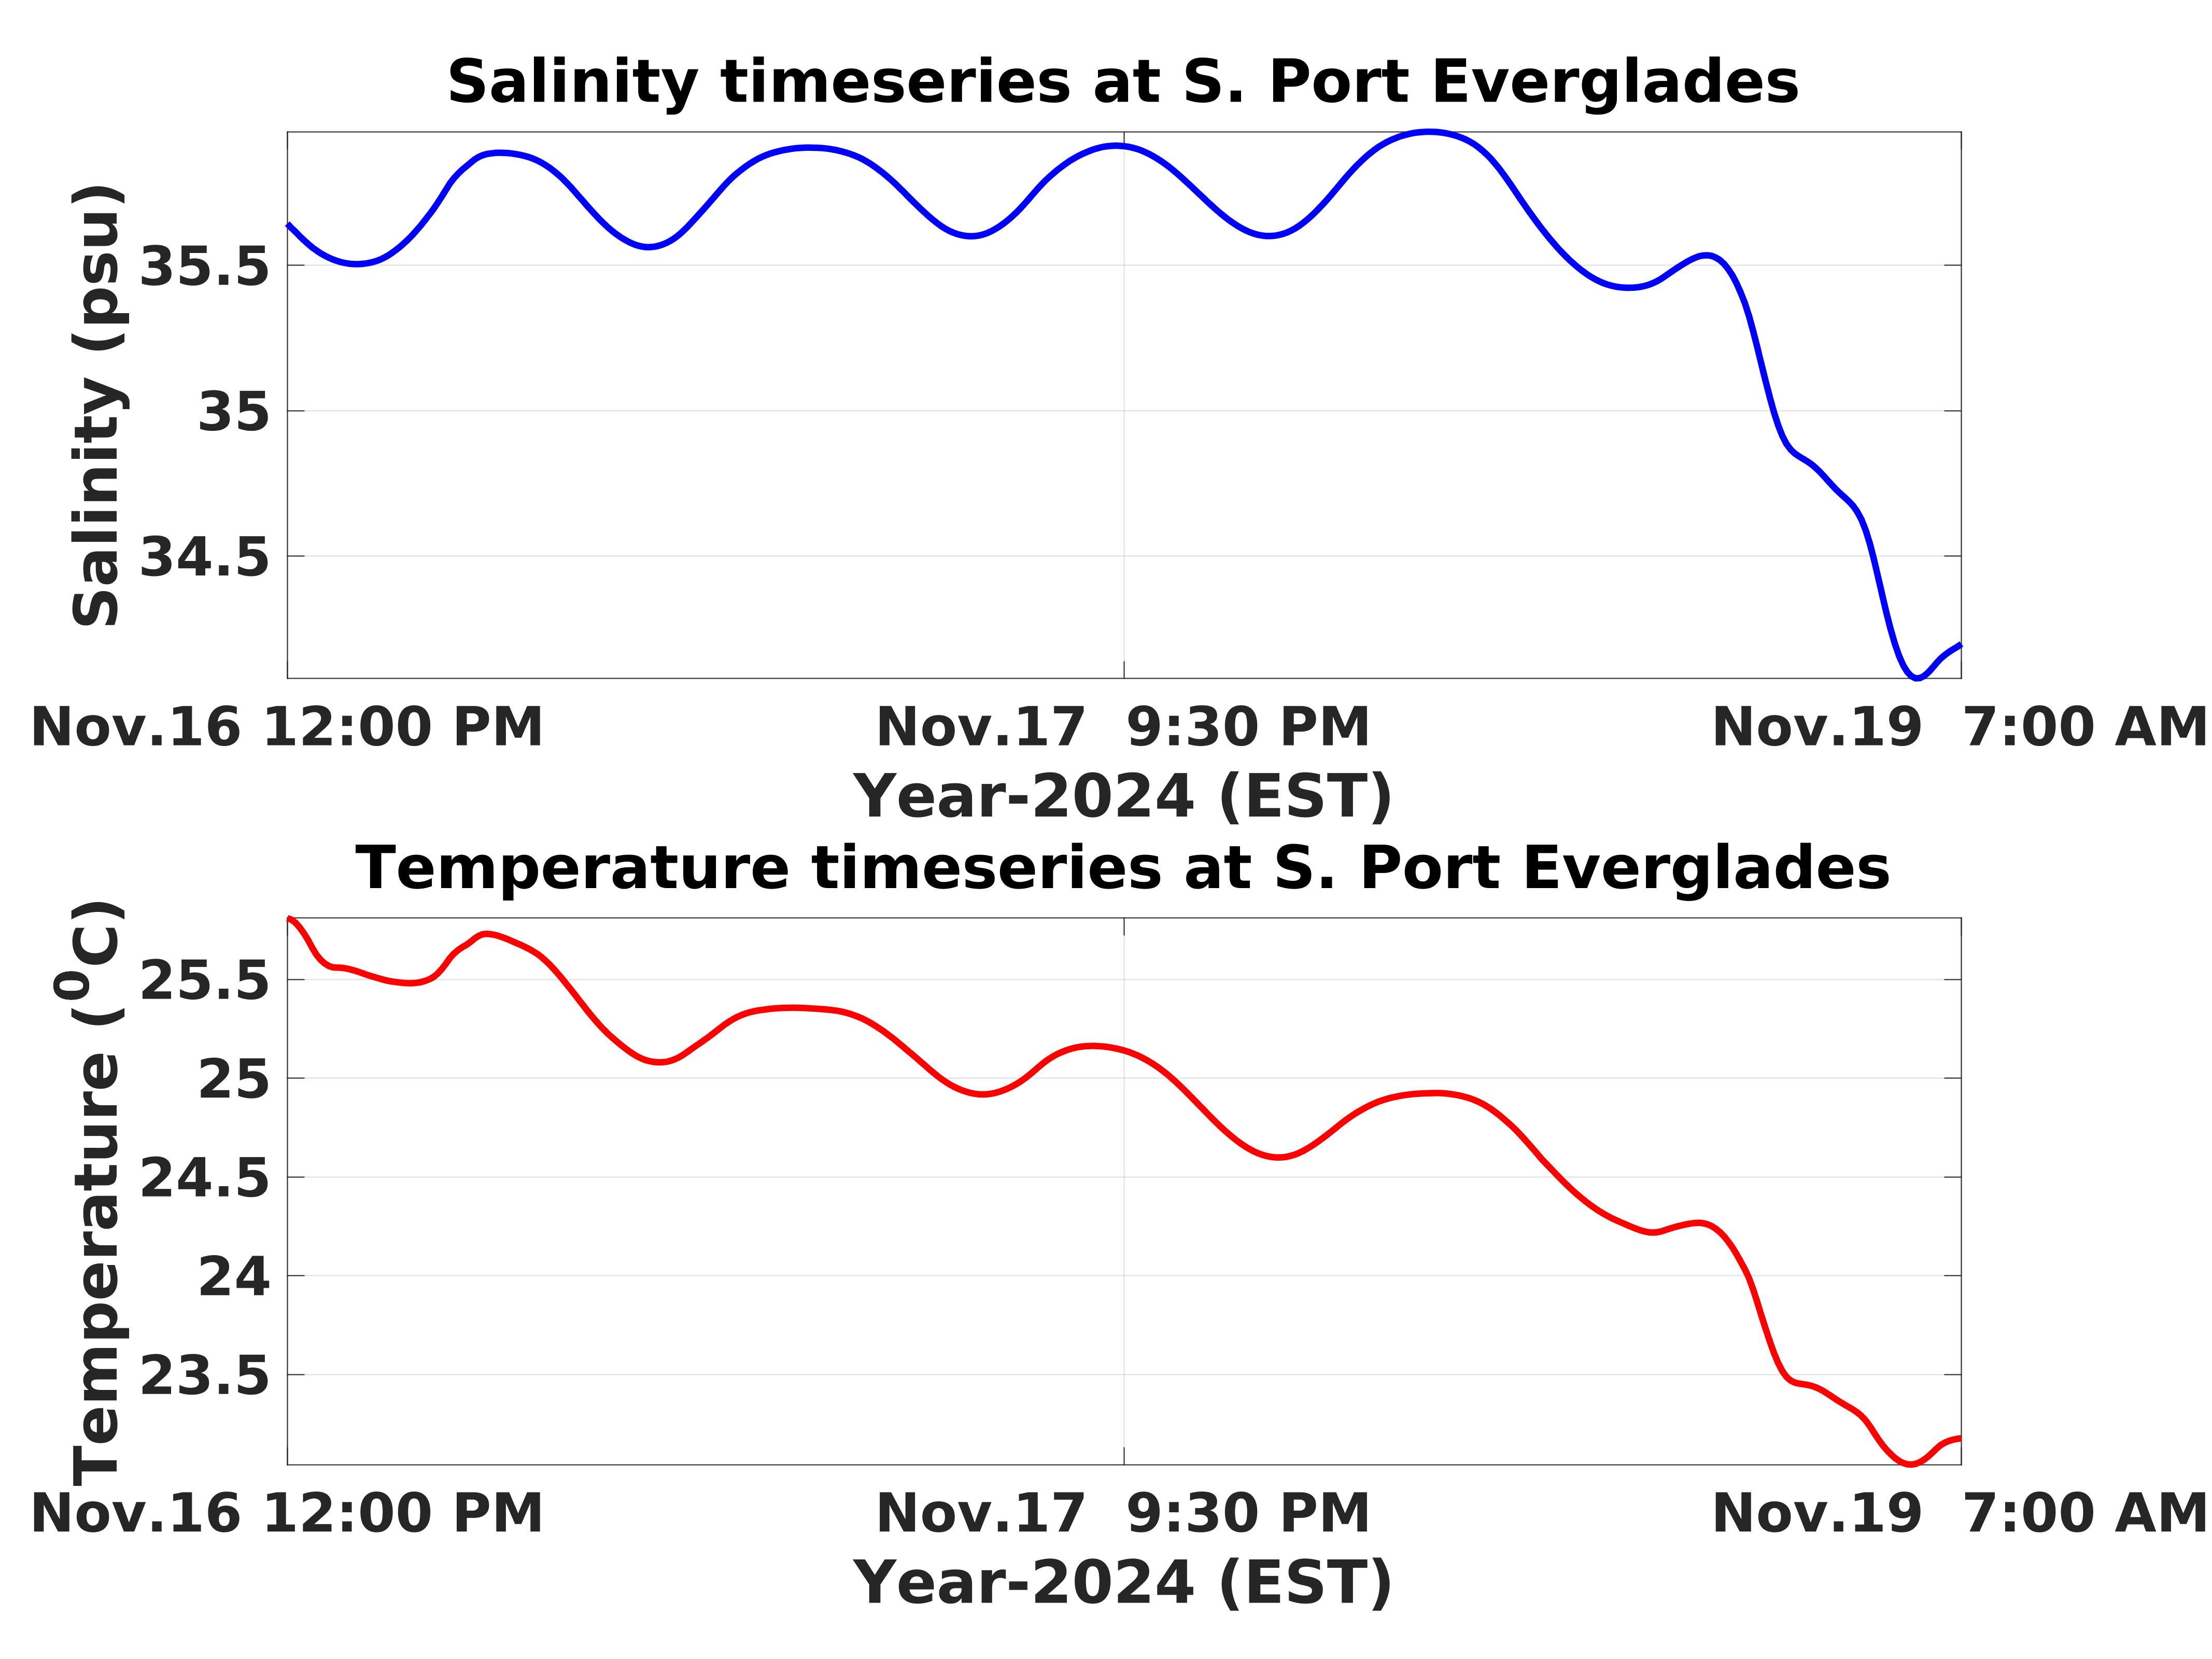 Salinity timeseries at S. Port Everglades
Salinity (psu)
35.5
35
34.5
Nov.16 12:00 PM Nov.17 9:30 PM Nov.19 7:00 AM
Year-2024 (EST)
Temperature timeseries at S. Port Everglades
Temperature (⁰C)
25.5
25
24.5
24
23.5
Nov.16 12:00 PM Nov.17 9:30 PM Nov.19 7:00 AM
Year-2024 (EST)